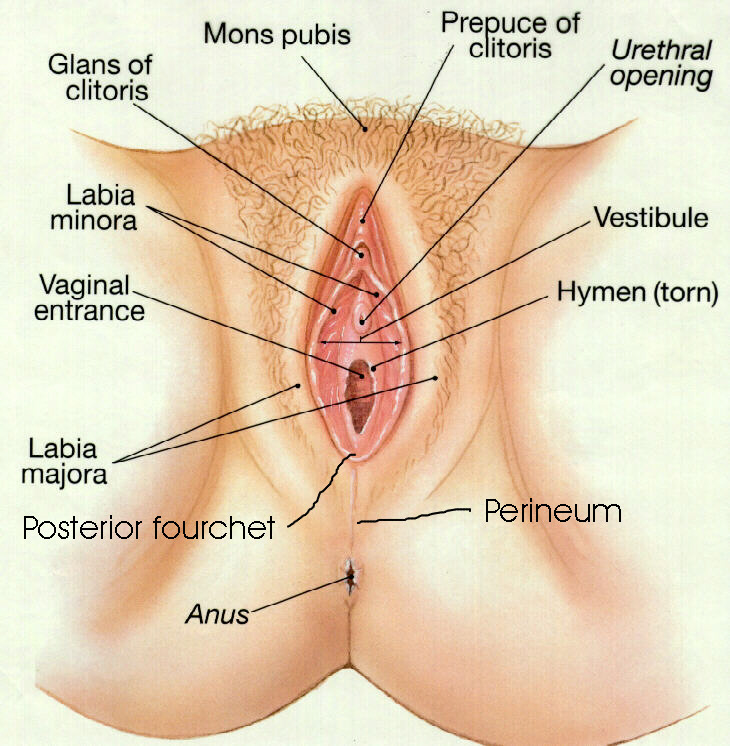 Mons pubis
Prepuce of
clitoris
Urethral
opening
Glans of
clitoris
Labia
minora
Vestibule
Vaginal
entrance
Hymen (torn)
Labia
majora
Posterior fourchet
Perineum
Anus